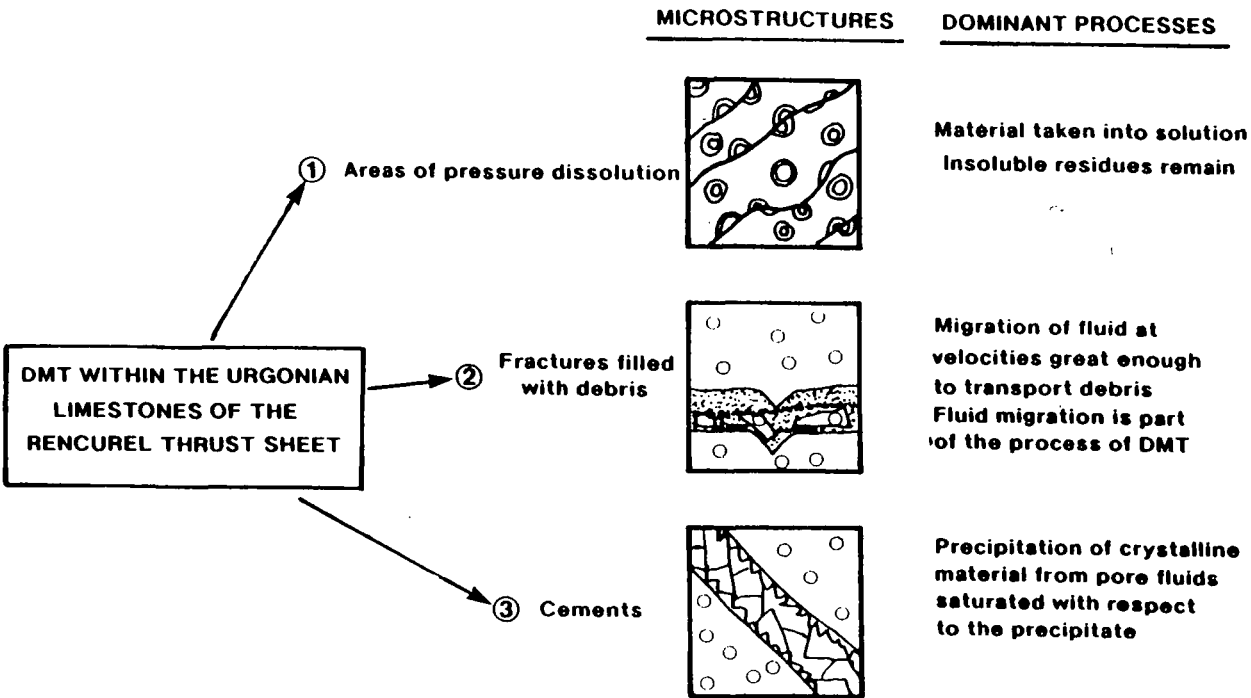 MICROSTRUCTURES DOMINANT PROCESSES
① Areas of pressure dissolution
Material taken into solution
Insoluble residues remain
DMT WITHIN THE URGONIAN
LIMESTONES OF THE
RENCUREL THRUST SHEET
② Fractures filled
with debris
Migration of fluid at
velocities great enough
to transport debris
Fluid migration is part
of the process of DMT
③ Cements
Precipitation of crystalline
material from pore fluids
saturated with respect
to the precipitate